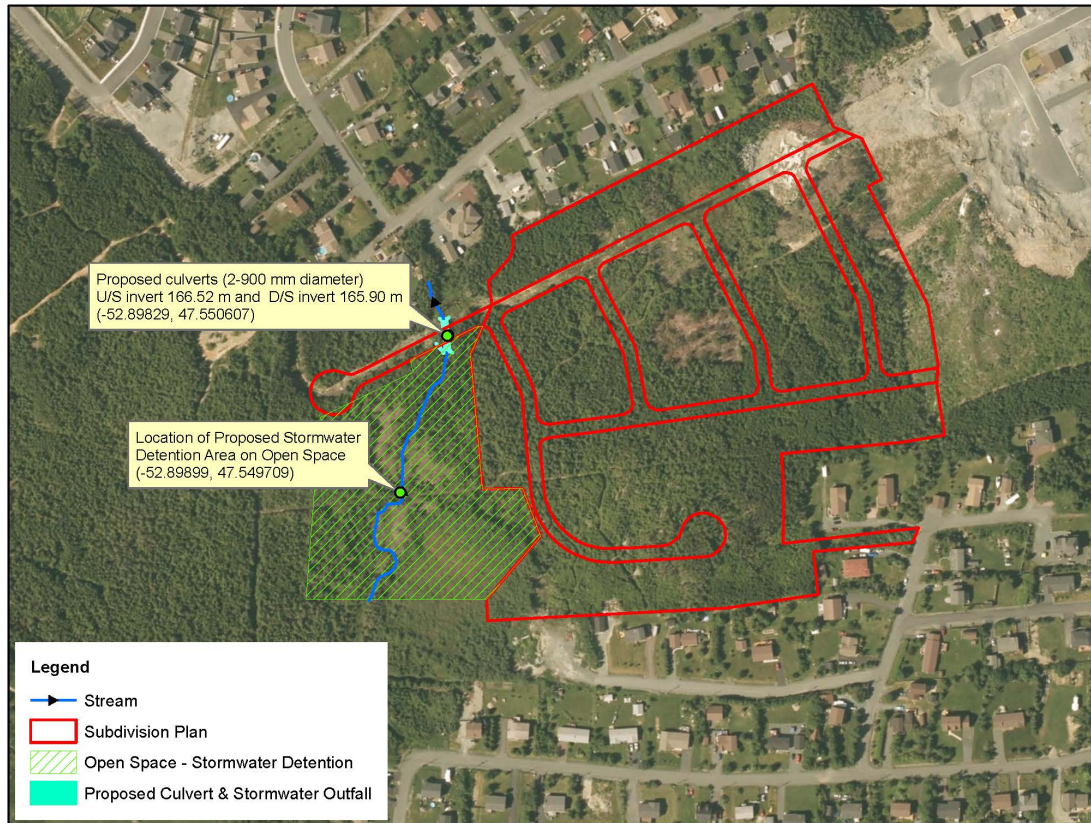 Proposed culverts (2-900 mm diameter)
U/S invert 166.52 m and D/S invert 165.90 m
(-52.89829, 47.550607)
Location of Proposed Stormwater
Detention Area on Open Space
(-52.89899, 47.549709)
Legend
Stream
Subdivision Plan
Open Space - Stormwater Detention
Proposed Culvert & Stormwater Outfall